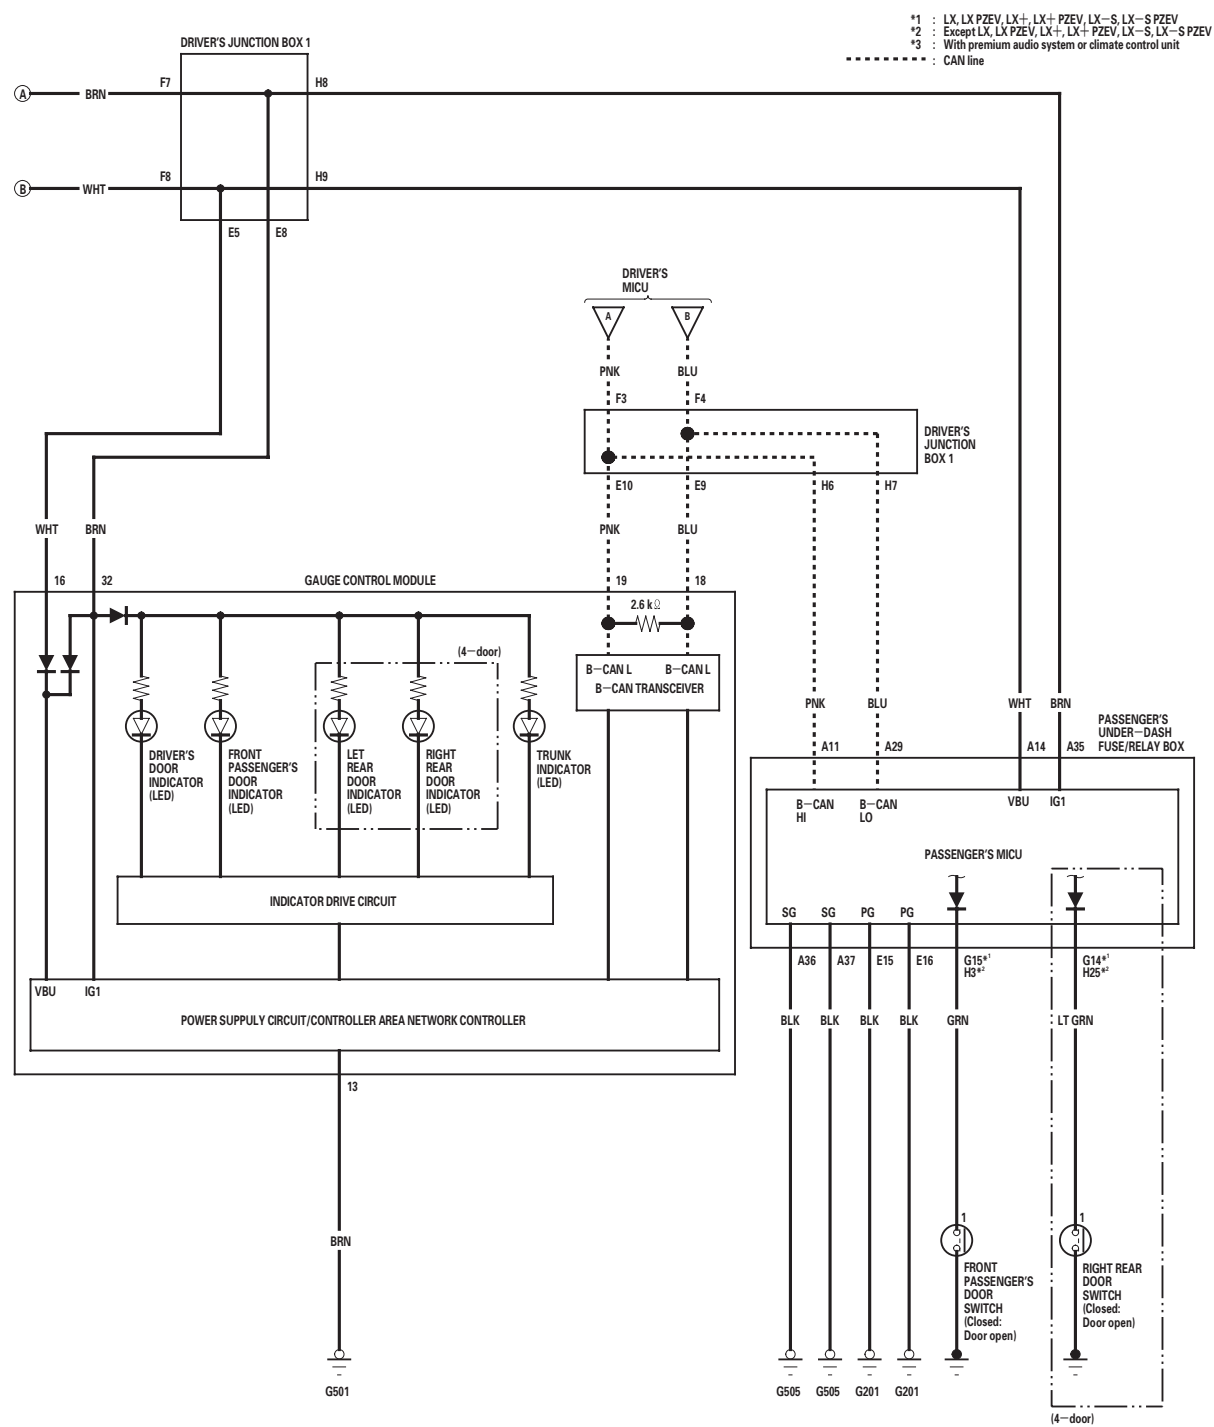 *1 : LX, LX PZEV, LX+, LX+ PZEV, LX-S, LX-S PZEV
*2 : Except LX, LX PZEV, LX+, LX+ PZEV, LX-S, LX-S PZEV
*3 : With premium audio system or climate control unit
: CAN line
DRIVER'S JUNCTION BOX 1
F7
H8
A
BRN
F8
H9
B
WHT
E5
E8
DRIVER'S
MICU
A
B
PNK
BLU
F3
F4
DRIVER'S
JUNCTION
BOX 1
E10
E9
H6
H7
WHT
BRN
PNK
BLU
16
32
GAUGE CONTROL MODULE
19
18
2.6 kΩ
(4-door)
B-CAN L
B-CAN L
B-CAN TRANSCEIVER
PNK
BLU
WHT
BRN
PASSENGER'S
UNDER-DASH
FUSE/RELAY BOX
A11
A29
A14
A35
DRIVER'S
DOOR
INDICATOR
(LED)
FRONT
PASSENGER'S
DOOR
INDICATOR
(LED)
LET
REAR
DOOR
INDICATOR
(LED)
RIGHT
REAR
DOOR
INDICATOR
(LED)
TRUNK
INDICATOR
(LED)
B-CAN
HI
B-CAN
LO
VBU
IG1
PASSENGER'S MICU
INDICATOR DRIVE CIRCUIT
SG
SG
PG
PG
A36
A37
E15
E16
G15*1
H3*2
G14*1
H25*2
VBU
IG1
POWER SUPPULY CIRCUIT/CONTROLLER AREA NETWORK CONTROLLER
BLK
BLK
BLK
BLK
GRN
LT GRN
13
BRN
1
1
FRONT
PASSENGER'S
DOOR
SWITCH
(Closed:
Door open)
RIGHT REAR
DOOR
SWITCH
(Closed:
Door open)
G501
G505
G505
G201
G201
(4-door)